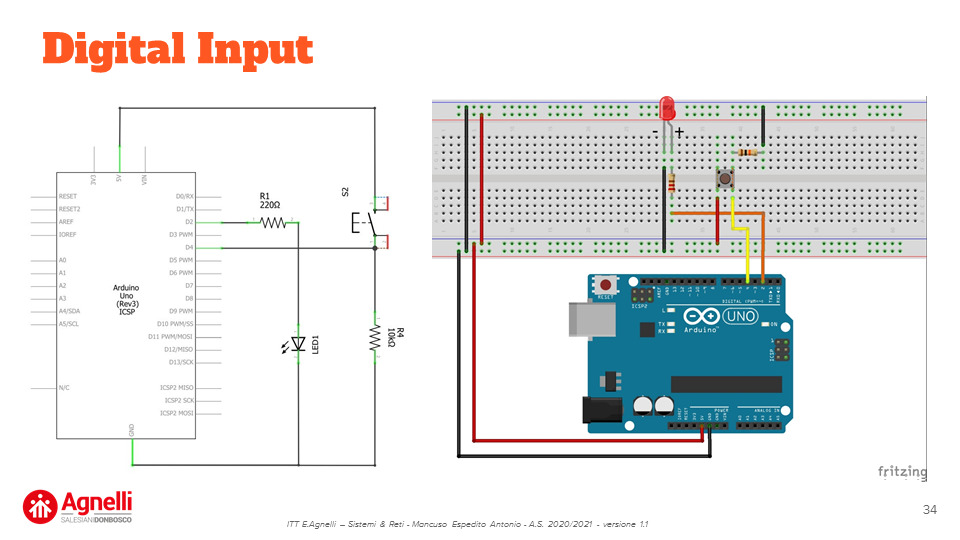 Digital Input
3V3
5V
VIN
RESET
RESET2
AREF
IOREF
A0
A1
A2
A3
A4/SDA
A5/SCL
N/C
Arduino
Uno
(Rev3)
ICSP
D0/RX
D1/TX
D2
D3 PWM
D4
D5 PWM
D6 PWM
D7
D8
D9 PWM
D10 PWM/SS
D11 PWM/MOSI
D12/MISO
D13/SCK
ICSP2 MISO
ICSP2 SCK
ICSP2 MOSI
GND
R1
220Ω
S2
LED1
R4
10kΩ
- +
RESET
ICSP2
AREF
GND
DIGITAL (PWM~)
L
TX
RX
Arduino™
UNO
ON
ICSP
POWER
ANALOG IN
fritzing
Agnelli
SALESIANI DONBOSCO
ITT E.Agnelli – Sistemi & Reti - Mancuso Espedito Antonio - A.S. 2020/2021 - versione 1.1
34